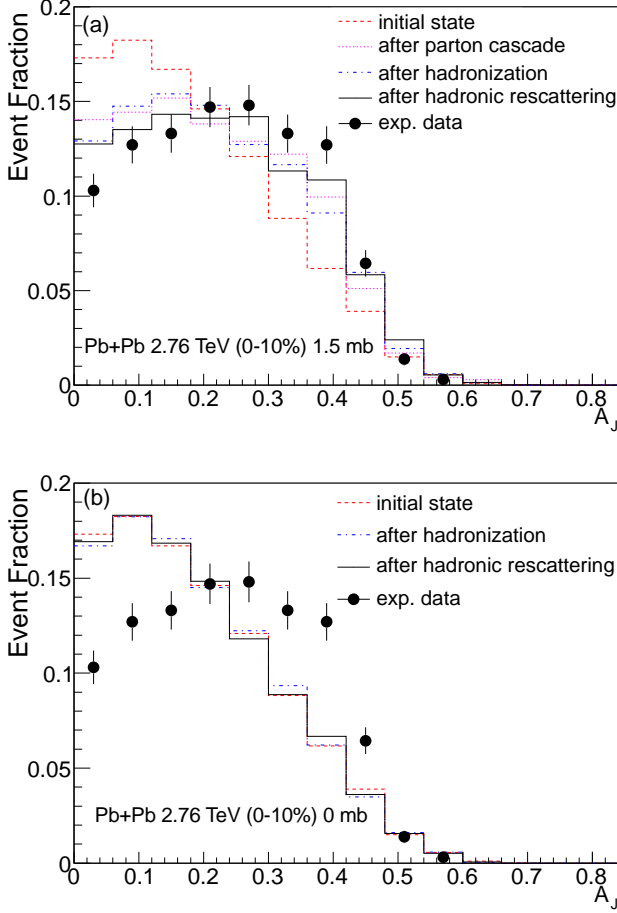 (a)
initial state
after parton cascade
after hadronization
after hadronic rescattering
exp. data
Event Fraction
0.2
0.15
0.1
0.05
0
Pb+Pb 2.76 TeV (0-10%) 1.5 mb
0 0.1 0.2 0.3 0.4 0.5 0.6 0.7 0.8
A_J
(b)
initial state
after hadronization
after hadronic rescattering
exp. data
Event Fraction
0.2
0.15
0.1
0.05
0
Pb+Pb 2.76 TeV (0-10%) 0 mb
0 0.1 0.2 0.3 0.4 0.5 0.6 0.7 0.8
A_J